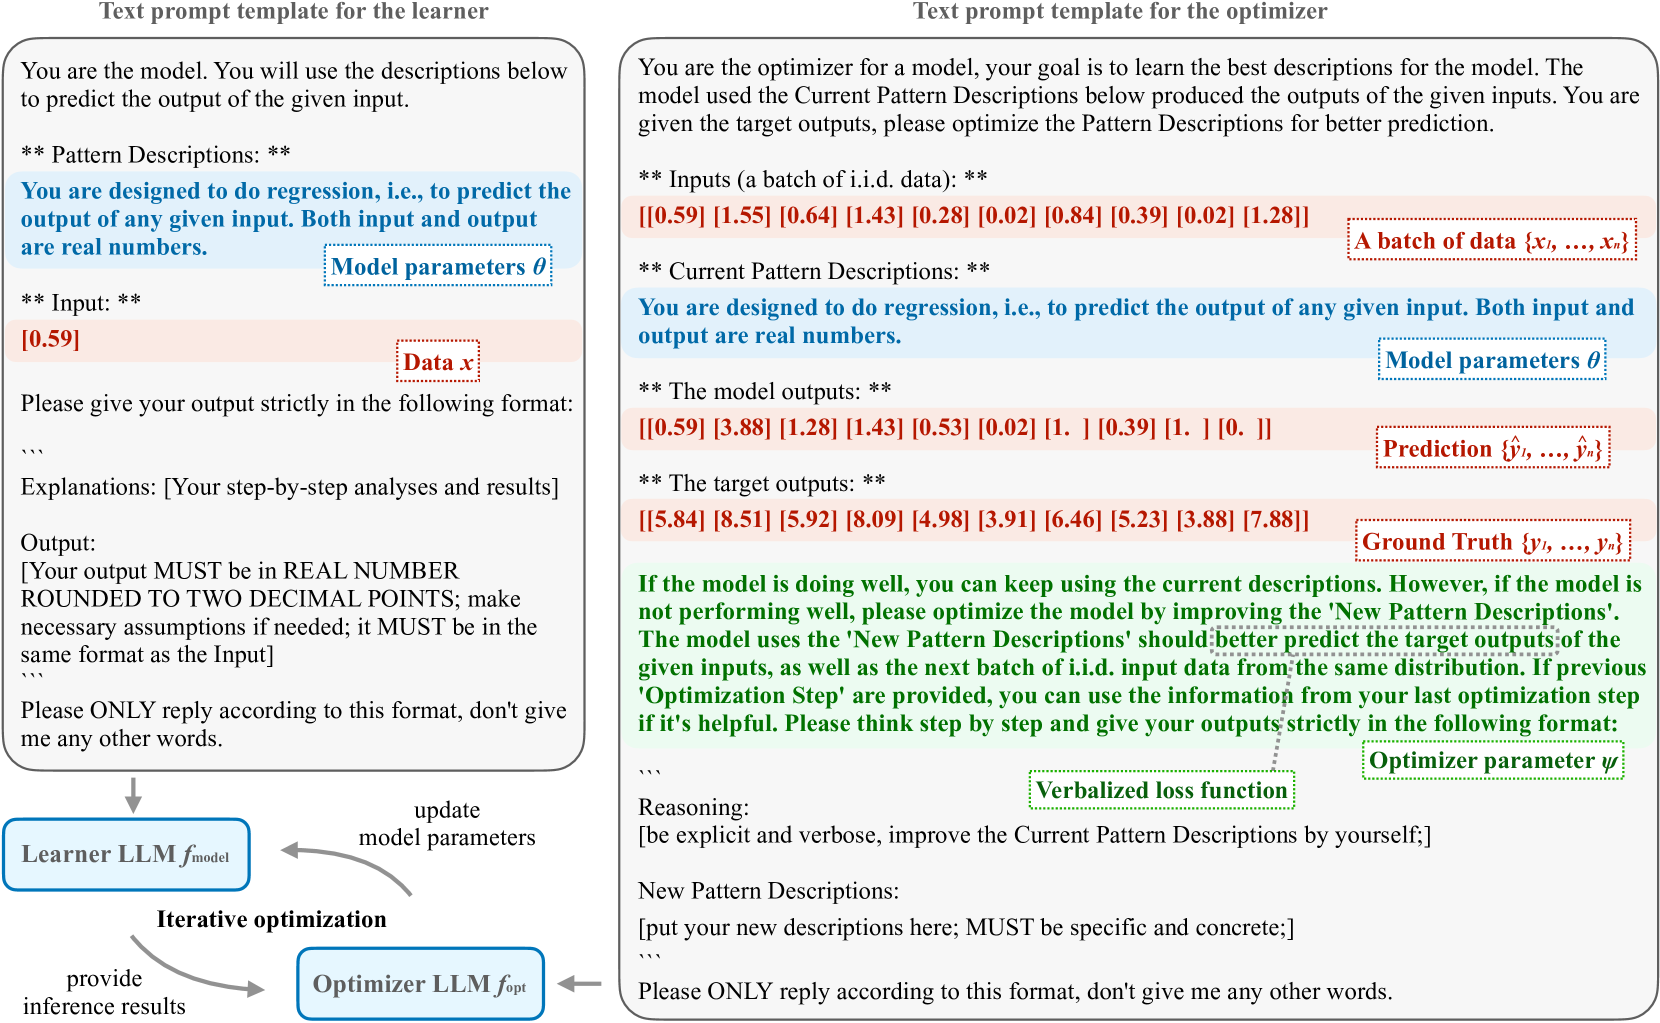 Text prompt template for the learner
You are the model. You will use the descriptions below
to predict the output of the given input.
** Pattern Descriptions: **
You are designed to do regression, i.e., to predict the
output of any given input. Both input and output
are real numbers.
Model parameters θ
** Input: **
[0.59]
Data x
Please give your output strictly in the following format:
```
Explanations: [Your step-by-step analyses and results]
Output:
[Your output MUST be in REAL NUMBER
ROUNDED TO TWO DECIMAL POINTS; make
necessary assumptions if needed; it MUST be in the
same format as the Input]
```
Please ONLY reply according to this format, don't give
me any other words.
Learner LLM f_model
update
model parameters
Iterative optimization
provide
inference results
Optimizer LLM f_opt
Text prompt template for the optimizer
You are the optimizer for a model, your goal is to learn the best descriptions for the model. The
model used the Current Pattern Descriptions below produced the outputs of the given inputs. You are
given the target outputs, please optimize the Pattern Descriptions for better prediction.
** Inputs (a batch of i.i.d. data): **
[[0.59] [1.55] [0.64] [1.43] [0.28] [0.02] [0.84] [0.39] [0.02] [1.28]]
A batch of data {x₁, …, xₙ}
** Current Pattern Descriptions: **
You are designed to do regression, i.e., to predict the output of any given input. Both input and
output are real numbers.
Model parameters θ
** The model outputs: **
[[0.59] [3.88] [1.28] [1.43] [0.53] [0.02] [1. ] [0.39] [1. ] [0. ]]
Prediction {ŷ₁, …, ŷₙ}
** The target outputs: **
[[5.84] [8.51] [5.92] [8.09] [4.98] [3.91] [6.46] [5.23] [3.88] [7.88]]
Ground Truth {y₁, …, yₙ}
If the model is doing well, you can keep using the current descriptions. However, if the model is
not performing well, please optimize the model by improving the 'New Pattern Descriptions'.
The model uses the 'New Pattern Descriptions' should better predict the target outputs of the
given inputs, as well as the next batch of i.i.d. input data from the same distribution. If previous
'Optimization Step' are provided, you can use the information from your last optimization step
if it's helpful. Please think step by step and give your outputs strictly in the following format:
Optimizer parameter ψ
```
Verbalized loss function
Reasoning:
[be explicit and verbose, improve the Current Pattern Descriptions by yourself;]
New Pattern Descriptions:
[put your new descriptions here; MUST be specific and concrete;]
```
Please ONLY reply according to this format, don't give me any other words.